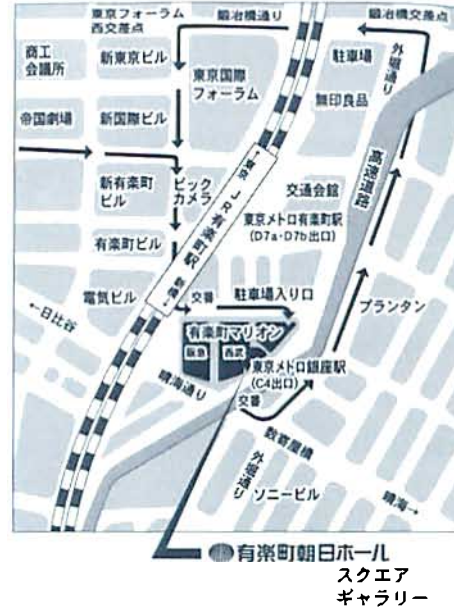 東京フォーラム
西交差点
鍛冶橋通り
鍛冶橋交差点
商工
会議所
新東京ビル
東京国際
フォーラム
駐車場
外堀通り
無印良品
帝国劇場
新国際ビル
高速道路
新有楽町
ビル
ビック
カメラ
↑東京 JR有楽町駅 新橋↓
交通会館
東京メトロ有楽町駅
(D7a・D7b出口)
有楽町ビル
電気ビル
交番
駐車場入り口
プランタン
←日比谷
有楽町マリオン
阪急
西武
東京メトロ銀座駅
(C4出口)
晴海通り
交番
数寄屋橋
外堀通り
ソニービル
晴海→
有楽町朝日ホール
スクエア
ギャラリー